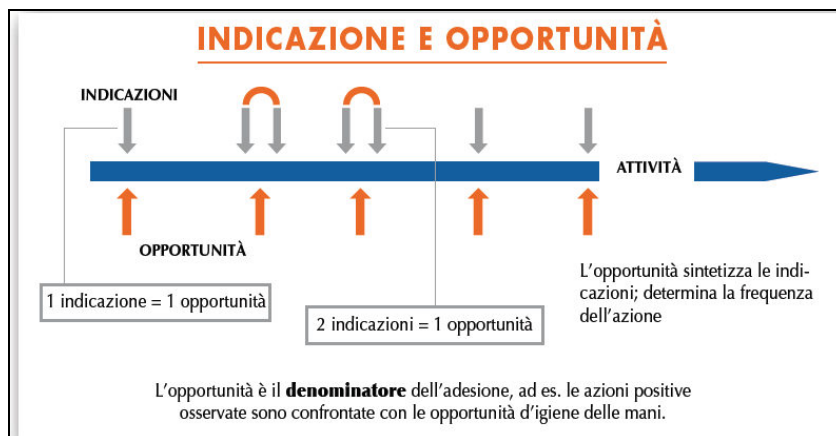 INDICAZIONE E OPPORTUNITÀ
INDICAZIONI
ATTIVITÀ
OPPORTUNITÀ
1 indicazione = 1 opportunità
2 indicazioni = 1 opportunità
L'opportunità sintetizza le indi-
cazioni; determina la frequenza
dell'azione
L'opportunità è il denominatore dell'adesione, ad es. le azioni positive
osservate sono confrontate con le opportunità d'igiene delle mani.